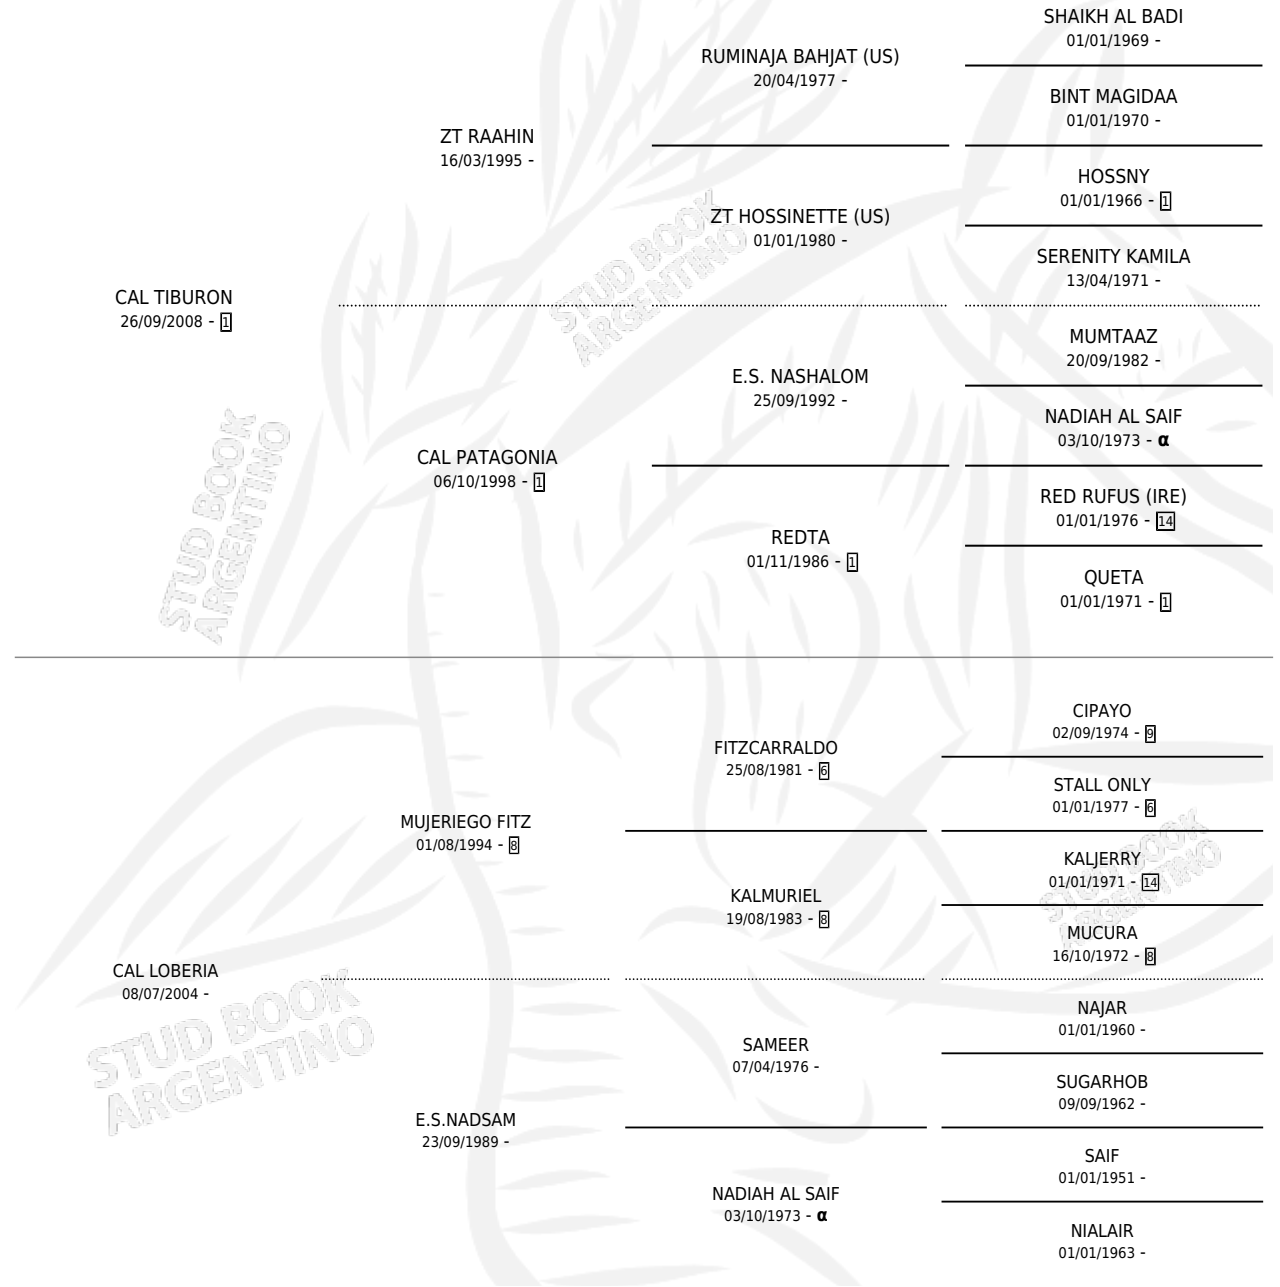 SHAIKH AL BADI
01/01/1969 -
RUMINAJA BAHJAT (US)
20/04/1977 -
BINT MAGIDAA
01/01/1970 -
ZT RAAHIN
16/03/1995 -
HOSSNY
01/01/1966 - 1
ZT HOSSINETTE (US)
01/01/1980 -
SERENITY KAMILA
13/04/1971 -
CAL TIBURON
26/09/2008 - 1
MUMTAAZ
20/09/1982 -
E.S. NASHALOM
25/09/1992 -
NADIAH AL SAIF
03/10/1973 - α
CAL PATAGONIA
06/10/1998 - 1
RED RUFUS (IRE)
01/01/1976 - 14
REDTA
01/11/1986 - 1
QUETA
01/01/1971 - 1
STUD BOOK
ARGENTINO
STUD BOOK
ARGENTINO
CIPAYO
02/09/1974 - 9
FITZCARRALDO
25/08/1981 - 6
STALL ONLY
01/01/1977 - 6
MUJERIEGO FITZ
01/08/1994 - 8
KALJERRY
01/01/1971 - 14
KALMURIEL
19/08/1983 - 8
MUCURA
16/10/1972 - 8
CAL LOBERIA
08/07/2004 -
NAJAR
01/01/1960 -
SAMEER
07/04/1976 -
SUGARHOB
09/09/1962 -
E.S.NADSAM
23/09/1989 -
SAIF
01/01/1951 -
NADIAH AL SAIF
03/10/1973 - α
NIALAIR
01/01/1963 -
STUD BOOK
ARGENTINO
STUD BOOK
ARGENTINO